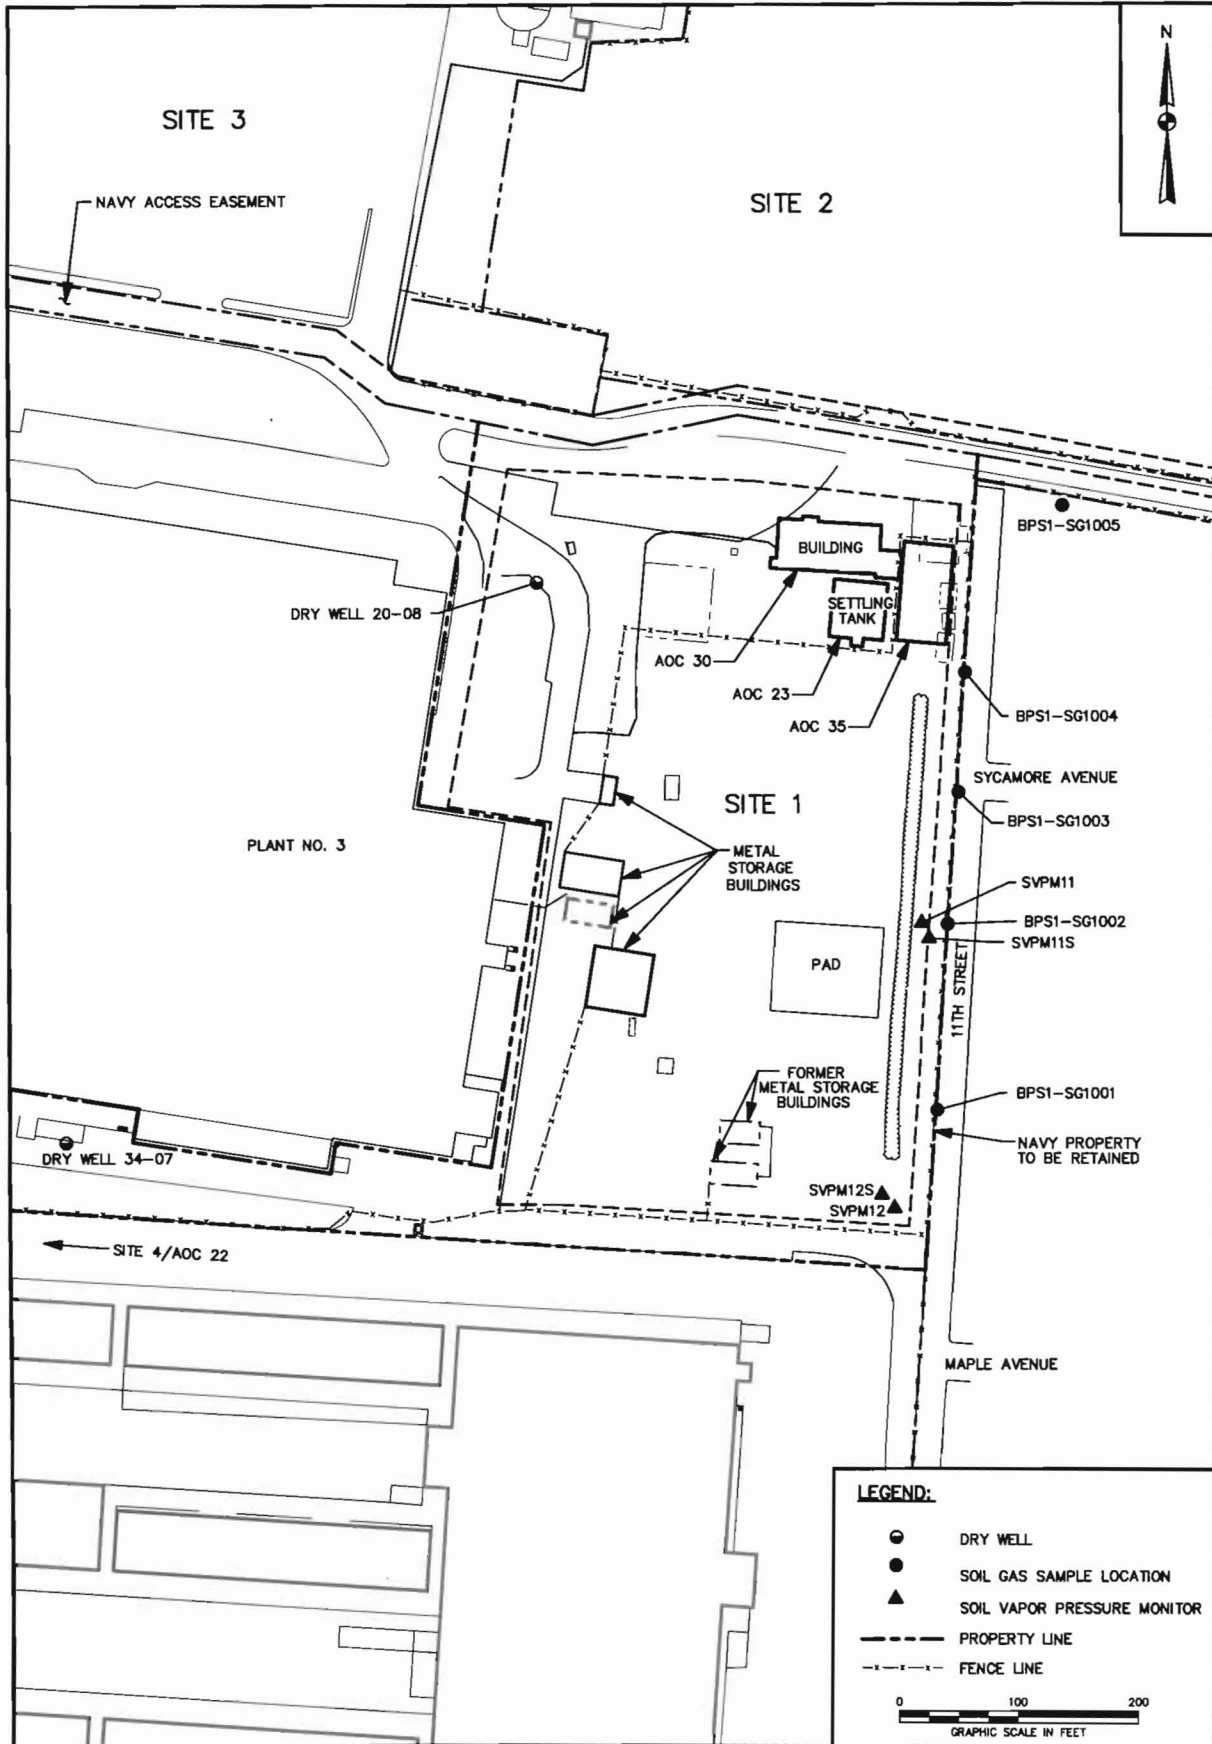 N
SITE 3
SITE 2
NAVY ACCESS EASEMENT
BPS1-SG1005
BUILDING
SETTLING
TANK
DRY WELL 20-08
AOC 30
AOC 23
AOC 35
BPS1-SG1004
SYCAMORE AVENUE
SITE 1
BPS1-SG1003
PLANT NO. 3
METAL
STORAGE
BUILDINGS
SVPM11
BPS1-SG1002
SVPM11S
PAD
11TH STREET
FORMER
METAL STORAGE
BUILDINGS
BPS1-SG1001
NAVY PROPERTY
TO BE RETAINED
DRY WELL 34-07
SVPM12S
SVPM12
SITE 4/AOC 22
MAPLE AVENUE
LEGEND:
DRY WELL
SOIL GAS SAMPLE LOCATION
SOIL VAPOR PRESSURE MONITOR
PROPERTY LINE
FENCE LINE
0 100 200
GRAPHIC SCALE IN FEET